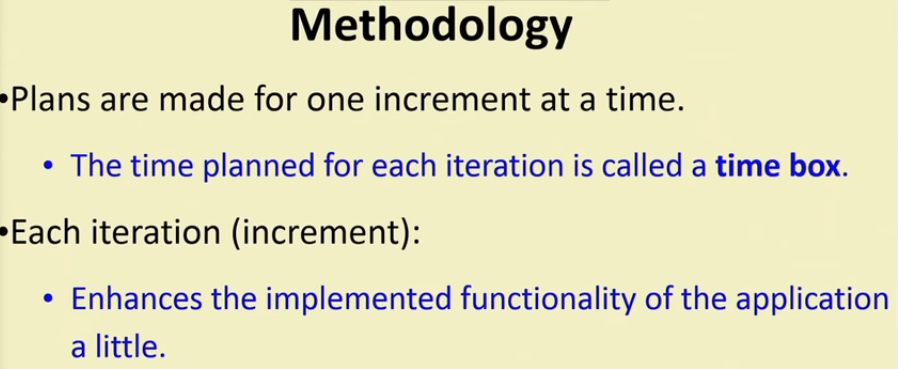 Methodology
•Plans are made for one increment at a time.
• The time planned for each iteration is called a time box.
•Each iteration (increment):
• Enhances the implemented functionality of the application
a little.